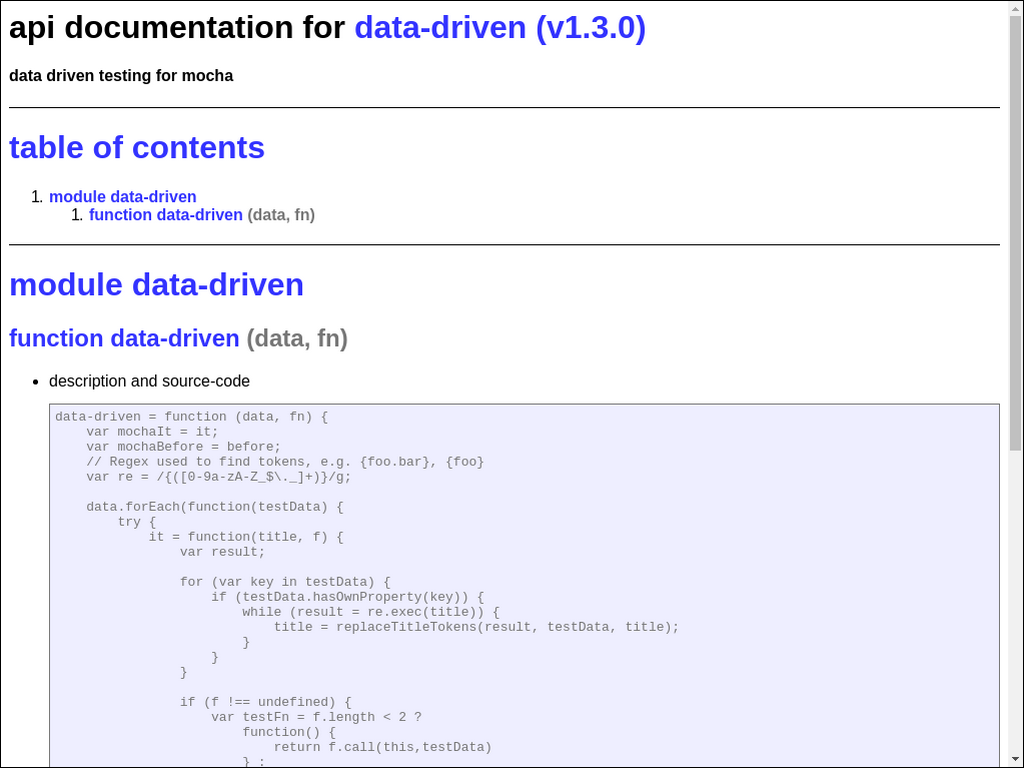 api documentation for data-driven (v1.3.0)
data driven testing for mocha
table of contents
1. module data-driven
1. function data-driven (data, fn)
module data-driven
function data-driven (data, fn)
• description and source-code
data-driven = function (data, fn) {
    var mochaIt = it;
    var mochaBefore = before;
    // Regex used to find tokens, e.g. {foo.bar}, {foo}
    var re = /{([0-9a-zA-Z_$\._]+)}/g;

    data.forEach(function(testData) {
        try {
            it = function(title, f) {
                var result;

                for (var key in testData) {
                    if (testData.hasOwnProperty(key)) {
                        while (result = re.exec(title)) {
                            title = replaceTitleTokens(result, testData, title);
                        }
                    }
                }

                if (f !== undefined) {
                    var testFn = f.length < 2 ?
                        function() {
                            return f.call(this,testData)
                        } :